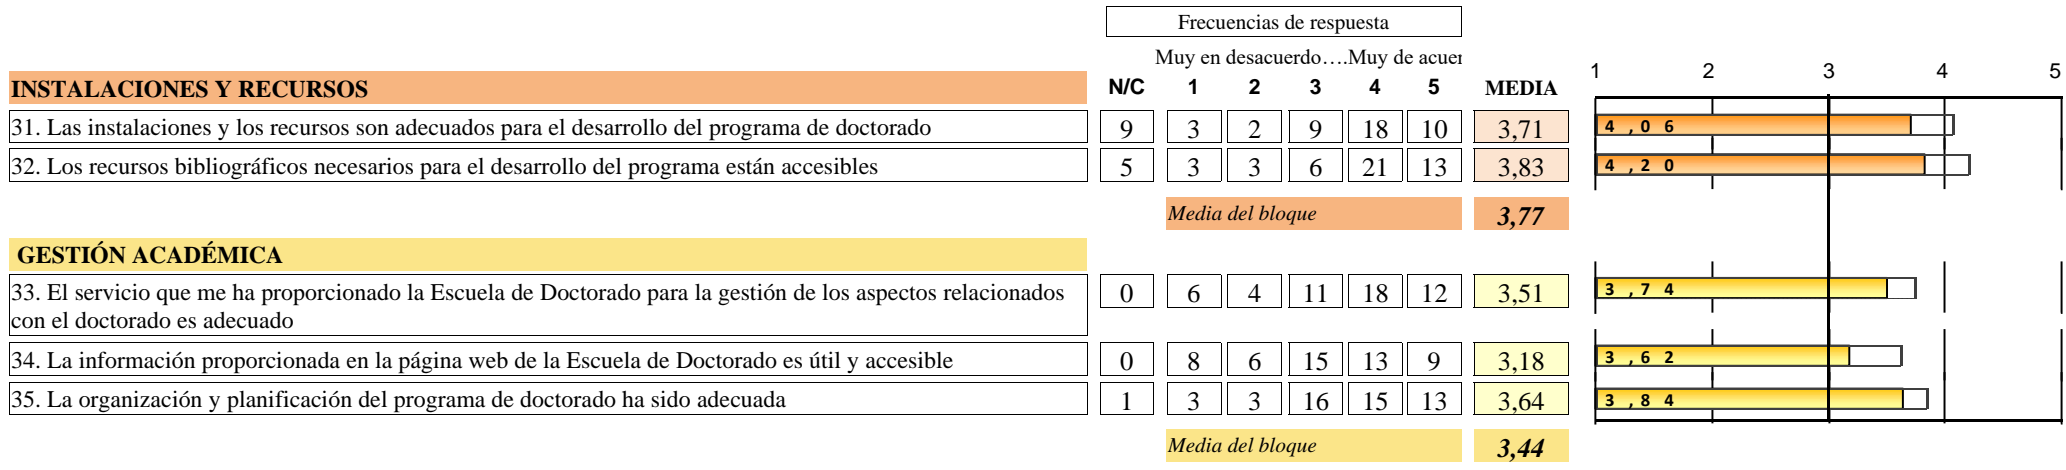 Frecuencias de respuesta
Muy en desacuerdo….Muy de acuer
INSTALACIONES Y RECURSOS N/C 1 2 3 4 5 MEDIA 1 2 3 4 5
31. Las instalaciones y los recursos son adecuados para el desarrollo del programa de doctorado 9 3 2 9 18 10 3,71 4,06
32. Los recursos bibliográficos necesarios para el desarrollo del programa están accesibles 5 3 3 6 21 13 3,83 4,20
Media del bloque 3,77
GESTIÓN ACADÉMICA
33. El servicio que me ha proporcionado la Escuela de Doctorado para la gestión de los aspectos relacionados
con el doctorado es adecuado 0 6 4 11 18 12 3,51 3,74
34. La información proporcionada en la página web de la Escuela de Doctorado es útil y accesible 0 8 6 15 13 9 3,18 3,62
35. La organización y planificación del programa de doctorado ha sido adecuada 1 3 3 16 15 13 3,64 3,84
Media del bloque 3,44